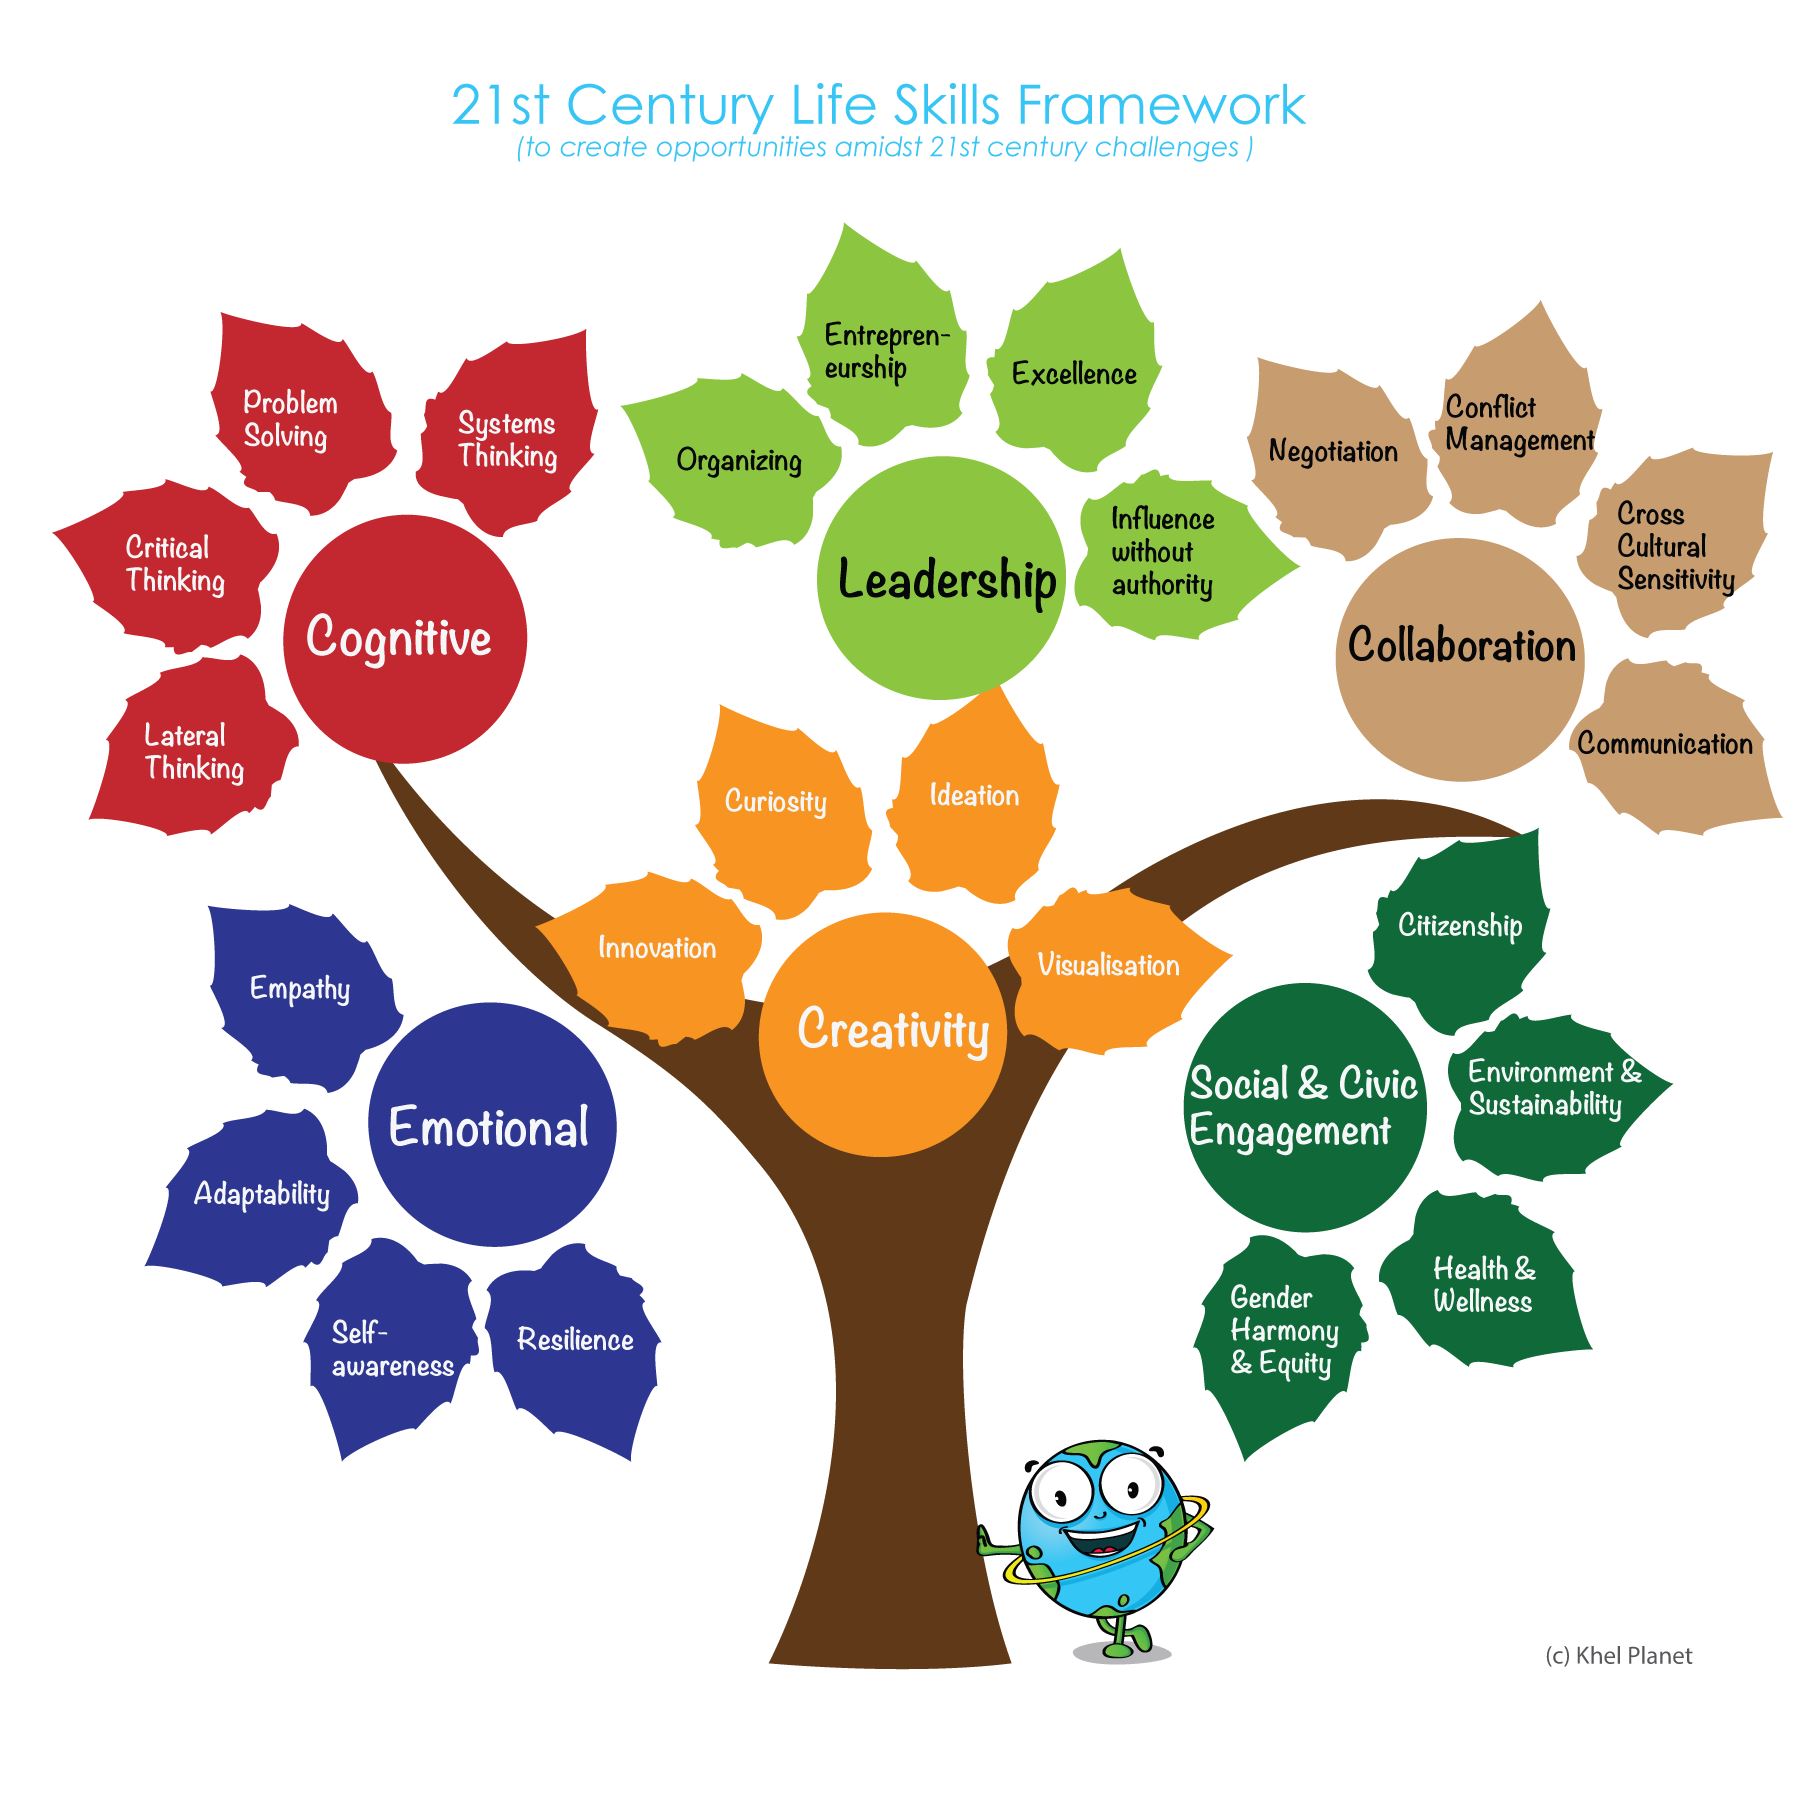 21st Century Life Skills Framework
(to create opportunities amidst 21st century challenges )
Problem
Solving
Systems
Thinking
Critical
Thinking
Lateral
Thinking
Cognitive
Entrepren-
eurship
Excellence
Organizing
Influence
without
authority
Leadership
Negotiation
Conflict
Management
Cross
Cultural
Sensitivity
Communication
Collaboration
Curiosity
Ideation
Innovation
Visualisation
Creativity
Empathy
Adaptability
Self-
awareness
Resilience
Emotional
Citizenship
Environment &
Sustainability
Health &
Wellness
Gender
Harmony
& Equity
Social & Civic
Engagement
(c) Khel Planet